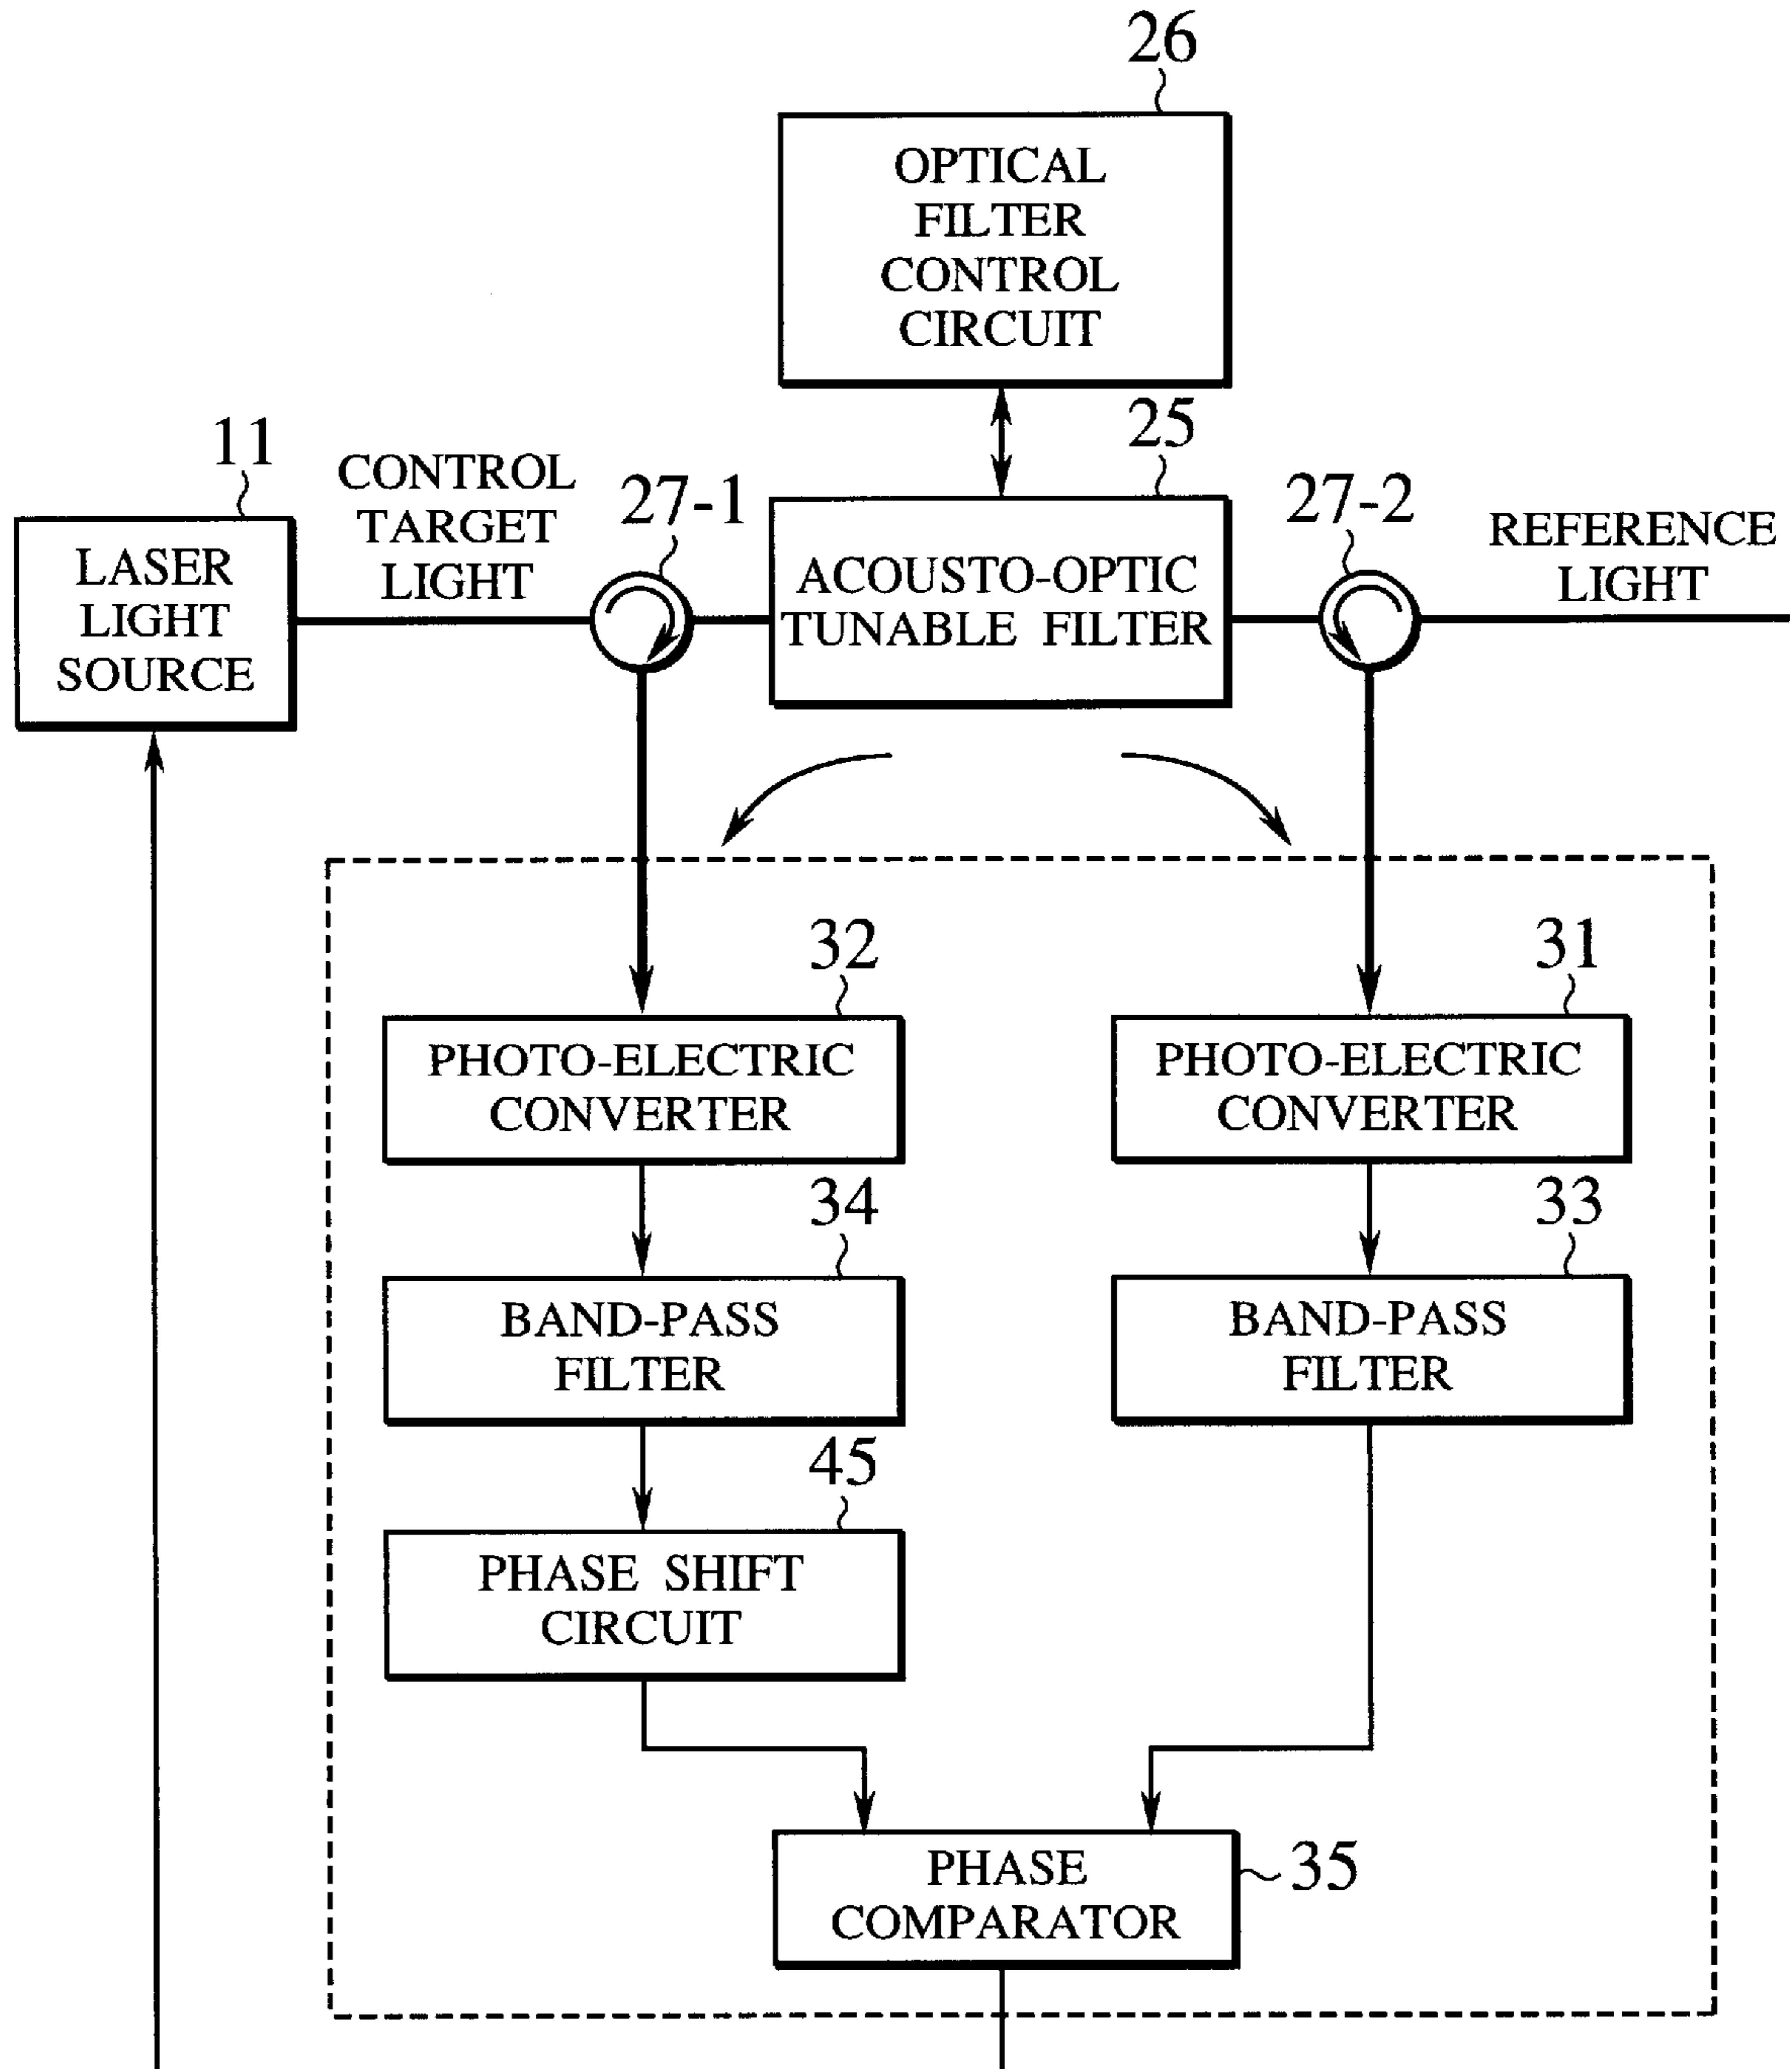 26
OPTICAL
FILTER
CONTROL
CIRCUIT
11
CONTROL
TARGET
LIGHT
27-1
25
27-2
REFERENCE
LIGHT
LASER
LIGHT
SOURCE
ACOUSTO-OPTIC
TUNABLE FILTER
32
31
PHOTO-ELECTRIC
CONVERTER
PHOTO-ELECTRIC
CONVERTER
34
33
BAND-PASS
FILTER
BAND-PASS
FILTER
45
PHASE SHIFT
CIRCUIT
PHASE
COMPARATOR
35